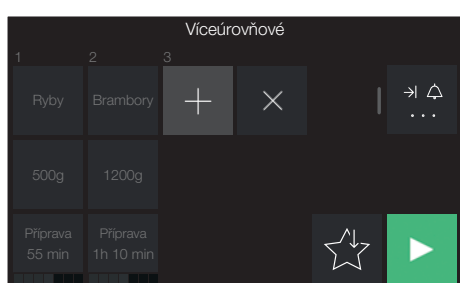 Víceúrovňové
1 2 3
Ryby Brambory
500g 1200g
Příprava Příprava
55 min 1h 10 min